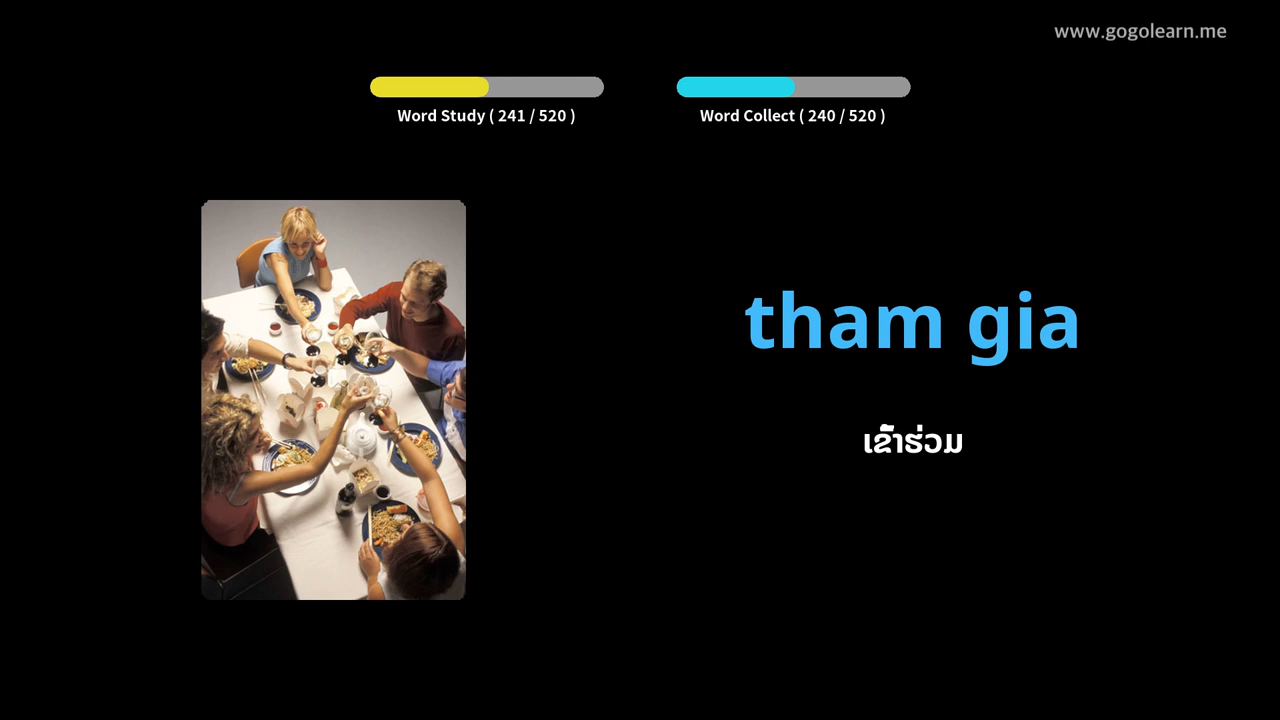 www.gogolearn.me
Word Study ( 241 / 520 )
Word Collect ( 240 / 520 )
tham gia
ເຂົ້າຮ່ວມ